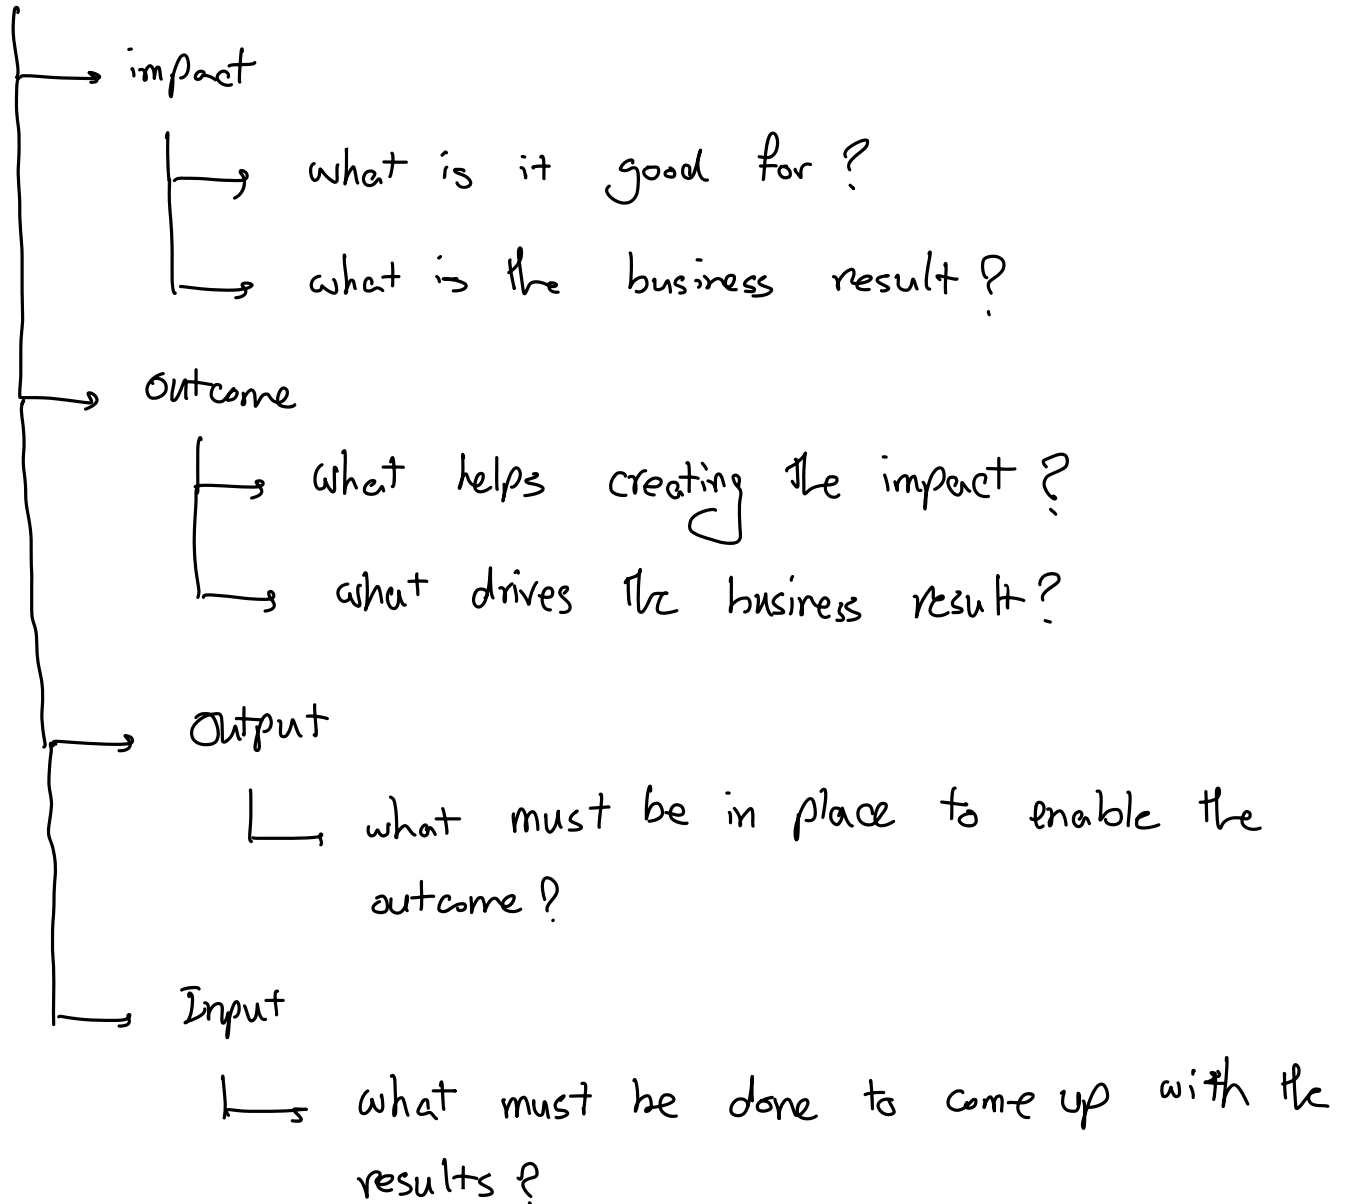 impact
what is it good for ?
what is the business result ?
outcome
what helps creating the impact ?
what drives the business result ?
Output
what must be in place to enable the
outcome ?
Input
what must be done to come up with the
results ?